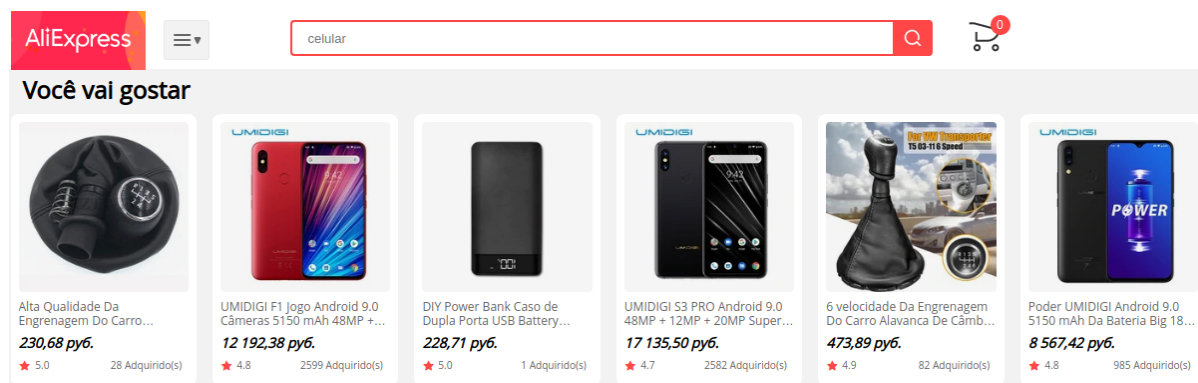 AliExpress
celular
0
Você vai gostar
Alta Qualidade Da
Engrenagem Do Carro...
230,68 руб.
5.0
28 Adquirido(s)
UMIDIGI
9:42
UMIDIGI F1 Jogo Android 9.0
Câmeras 5150 mAh 48MP +...
12 192,38 руб.
4.8
2599 Adquirido(s)
DIY Power Bank Caso de
Dupla Porta USB Battery...
228,71 руб.
5.0
1 Adquirido(s)
UMIDIGI
9:42
UMIDIGI S3 PRO Android 9.0
48MP + 12MP + 20MP Super...
17 135,50 руб.
4.7
2582 Adquirido(s)
For VW Transporter
T5 03-11 6 Speed
6 velocidade Da Engrenagem
Do Carro Alavanca De Câmb...
473,89 руб.
4.9
82 Adquirido(s)
UMIDIGI
POWER
Poder UMIDIGI Android 9.0
5150 mAh Da Bateria Big 18...
8 567,42 руб.
4.8
985 Adquirido(s)